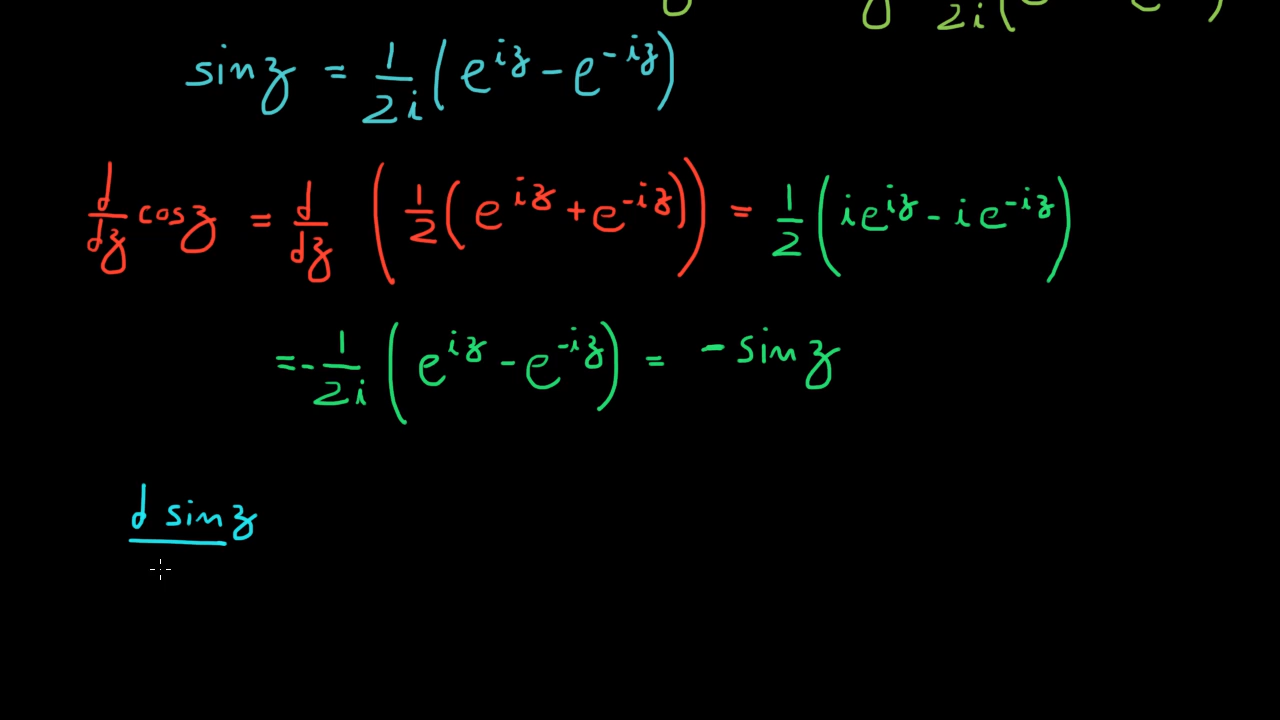 2i(
sin z = 1/2i (e^{iz} - e^{-iz})
d/dz cos z = d/dz (1/2 (e^{iz} + e^{-iz})) = 1/2 (ie^{iz} - ie^{-iz})
= -1/2i (e^{iz} - e^{-iz}) = - sin z
d sin z